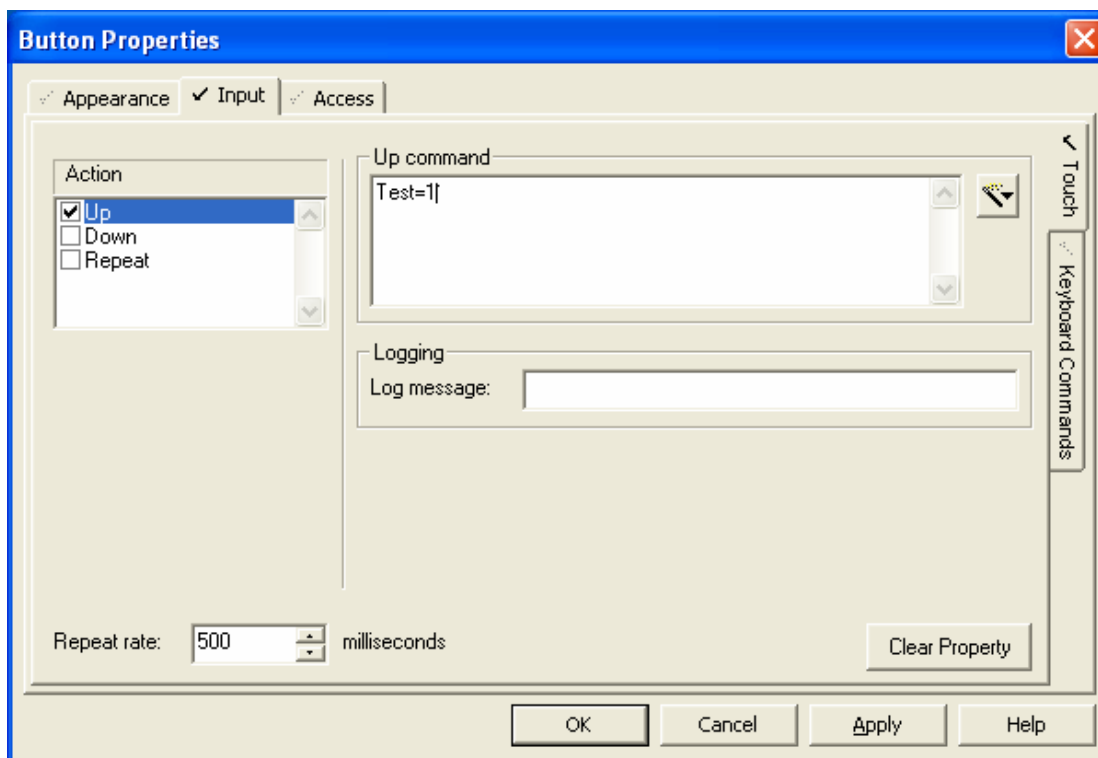 Button Properties
Appearance Input Access
Action
Up
Down
Repeat
Up command
Test=1
Logging
Log message:
Touch
Keyboard Commands
Repeat rate: 500 milliseconds
Clear Property
OK Cancel Apply Help